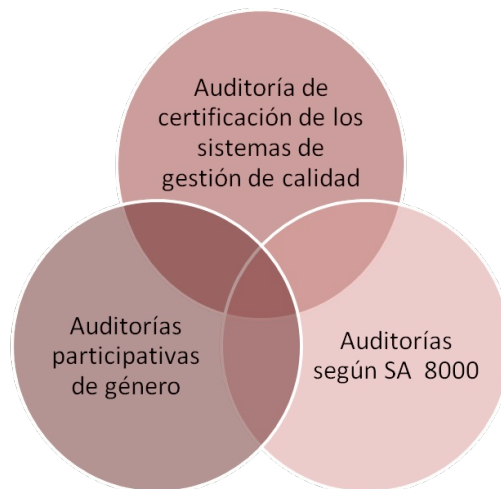 Auditoría de
certificación de los
sistemas de
gestión de calidad
Auditorías
participativas
de género
Auditorías
según SA 8000